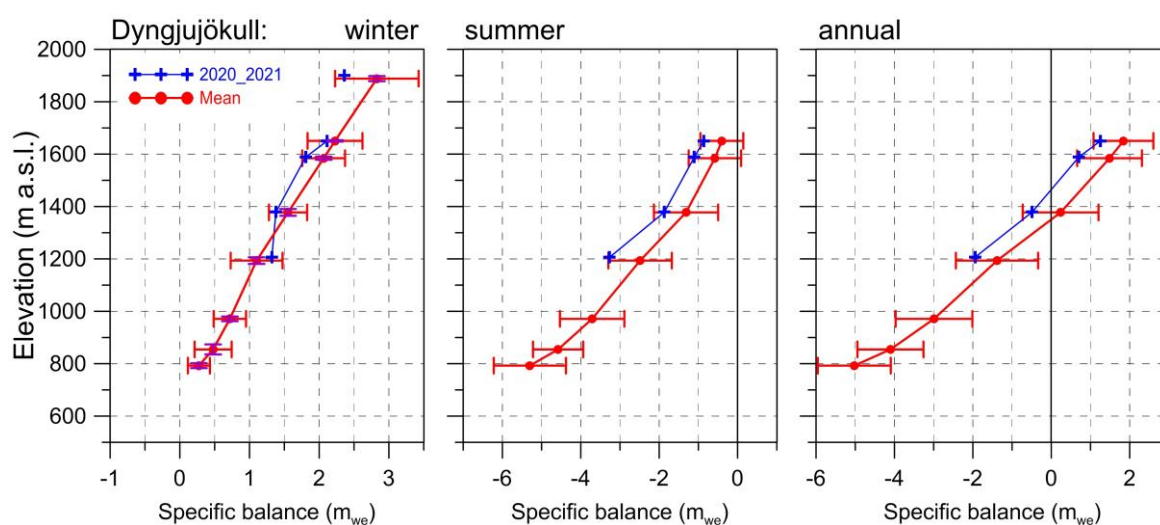 Dyngjujökull: winter summer annual
2000
1800
1600
1400
1200
1000
800
600
Elevation (m a.s.l.)
2020_2021
Mean
-1 0 1 2 3 -6 -4 -2 0 -6 -4 -2 0 2
Specific balance (mwe) Specific balance (mwe) Specific balance (mwe)